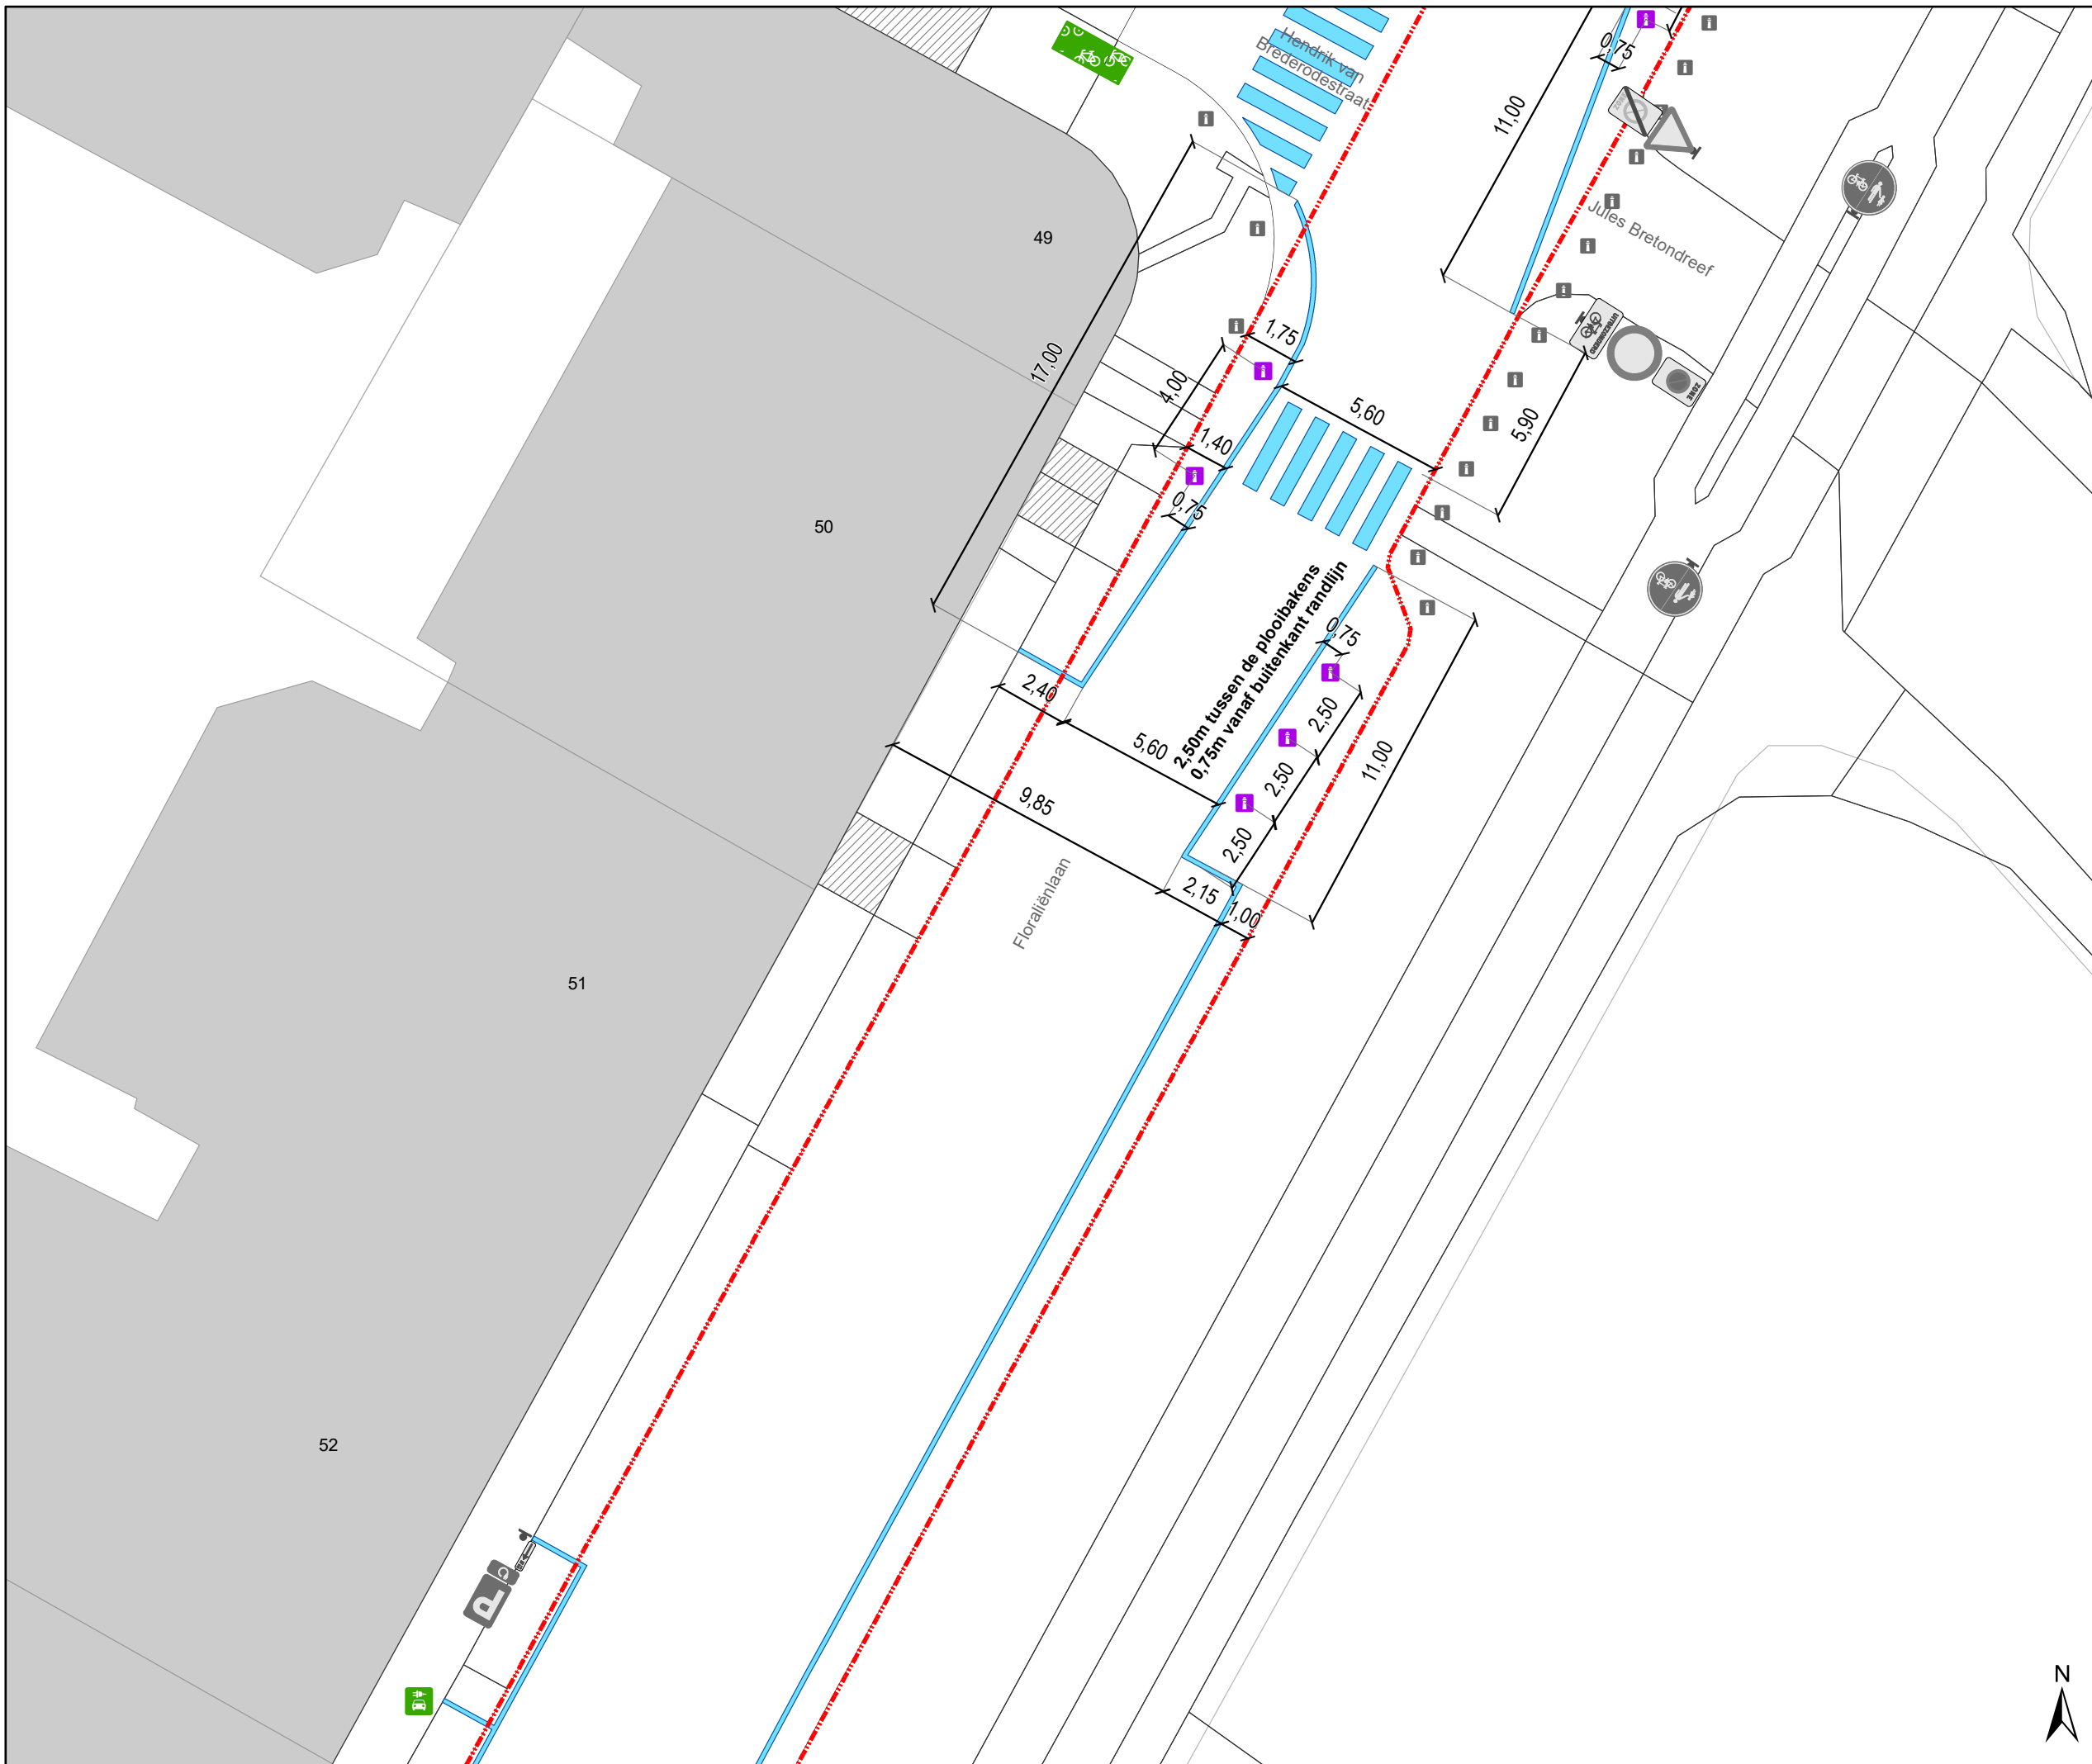 Hendrik van
Brederodestraat
0,75
11,00
ZONE
49
Jules Bretondreef
17,00
1,75
4,00
5,60
UITGEZONDERD
ZONE
1,40
5,90
50
0,75
2,50m tussen de plooibakens
0,75m vanaf buitenkant randlijn
0,75
2,40
2,50
5,60
11,00
2,50
9,85
2,50
2,15
1,00
Floraliënlaan
51
52
P
N